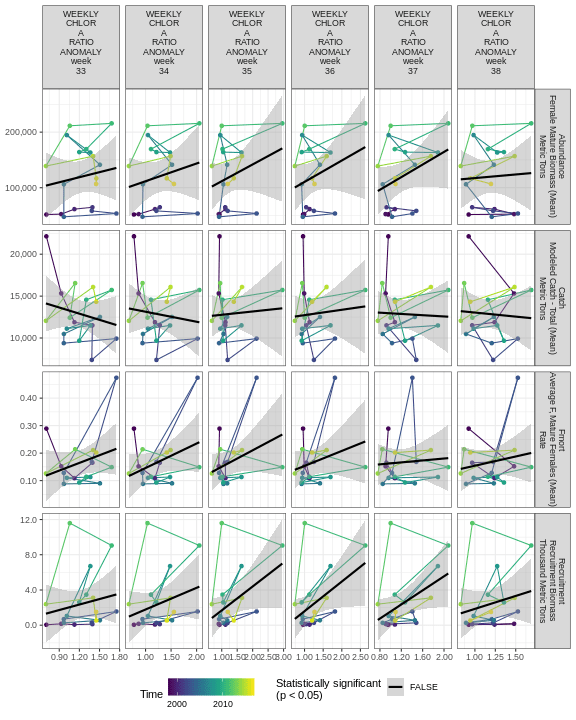 WEEKLY
CHLOR
A
RATIO
ANOMALY
week
33
WEEKLY
CHLOR
A
RATIO
ANOMALY
week
34
WEEKLY
CHLOR
A
RATIO
ANOMALY
week
35
WEEKLY
CHLOR
A
RATIO
ANOMALY
week
36
WEEKLY
CHLOR
A
RATIO
ANOMALY
week
37
WEEKLY
CHLOR
A
RATIO
ANOMALY
week
38
200,000
100,000
Abundance
Female Mature Biomass (Mean)
Metric Tons
20,000
15,000
10,000
Catch
Modeled Catch - Total (Mean)
Metric Tons
0.40
0.30
0.20
0.10
Fmort
Average F, Mature Females (Mean)
Rate
12.0
8.0
4.0
0.0
Recruitment
Recruitment Biomass
Thousand Metric Tons
0.90 1.20 1.50 1.80
1.00 1.50 2.00
1.00 1.50 2.00 2.50 3.00
1.00 1.50 2.00 2.50
0.80 1.20 1.60 2.00
1.00 1.25 1.50
Time
2000 2010
Statistically significant
(p < 0.05)
FALSE